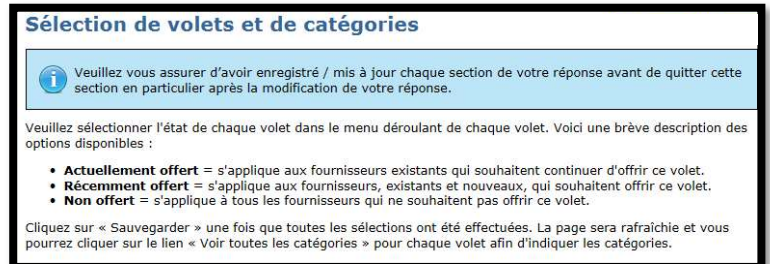 Sélection de volets et de catégories
Veuillez vous assurer d'avoir enregistré / mis à jour chaque section de votre réponse avant de quitter cette
section en particulier après la modification de votre réponse.
Veuillez sélectionner l'état de chaque volet dans le menu déroulant de chaque volet. Voici une brève description des
options disponibles :
• Actuellement offert = s'applique aux fournisseurs existants qui souhaitent continuer d'offrir ce volet.
• Récemment offert = s'applique aux fournisseurs, existants et nouveaux, qui souhaitent offrir ce volet.
• Non offert = s'applique à tous les fournisseurs qui ne souhaitent pas offrir ce volet.
Cliquez sur « Sauvegarder » une fois que toutes les sélections ont été effectuées. La page sera rafraîchie et vous
pourrez cliquer sur le lien « Voir toutes les catégories » pour chaque volet afin d'indiquer les catégories.